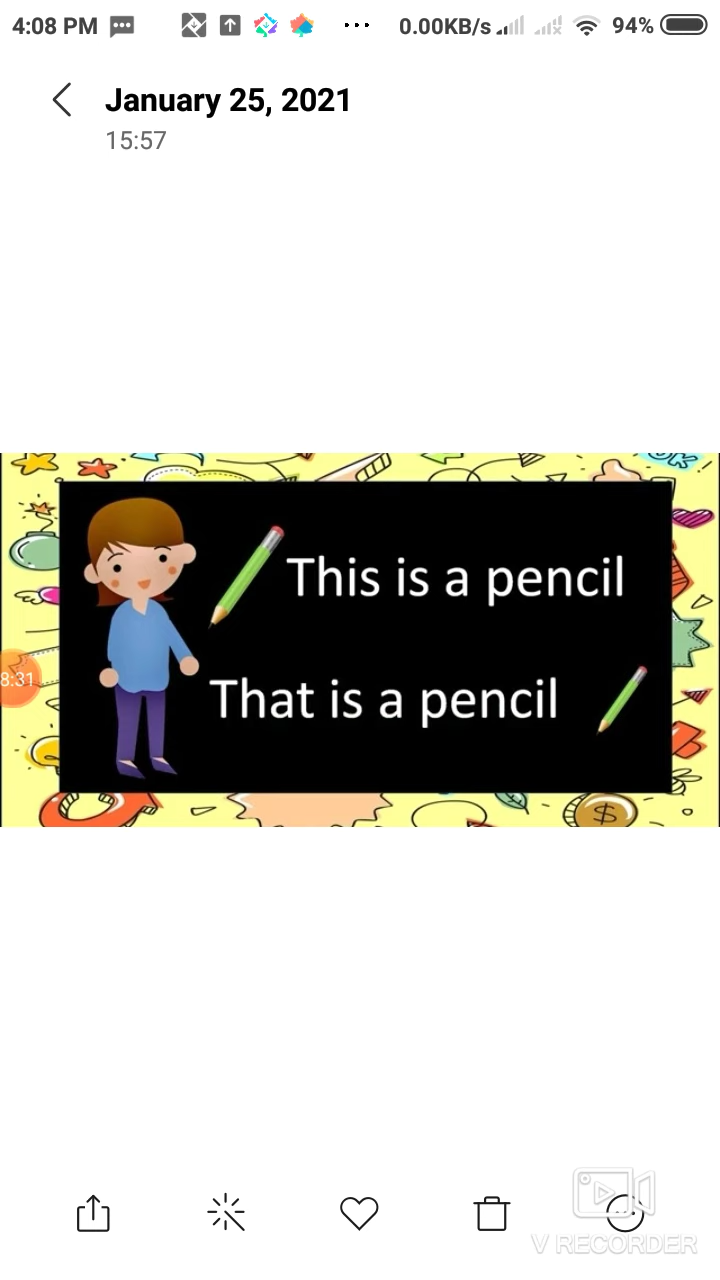 4:08 PM 0.00KB/s 94%
January 25, 2021
15:57
This is a pencil
That is a pencil
8:31
$
V RECORDER